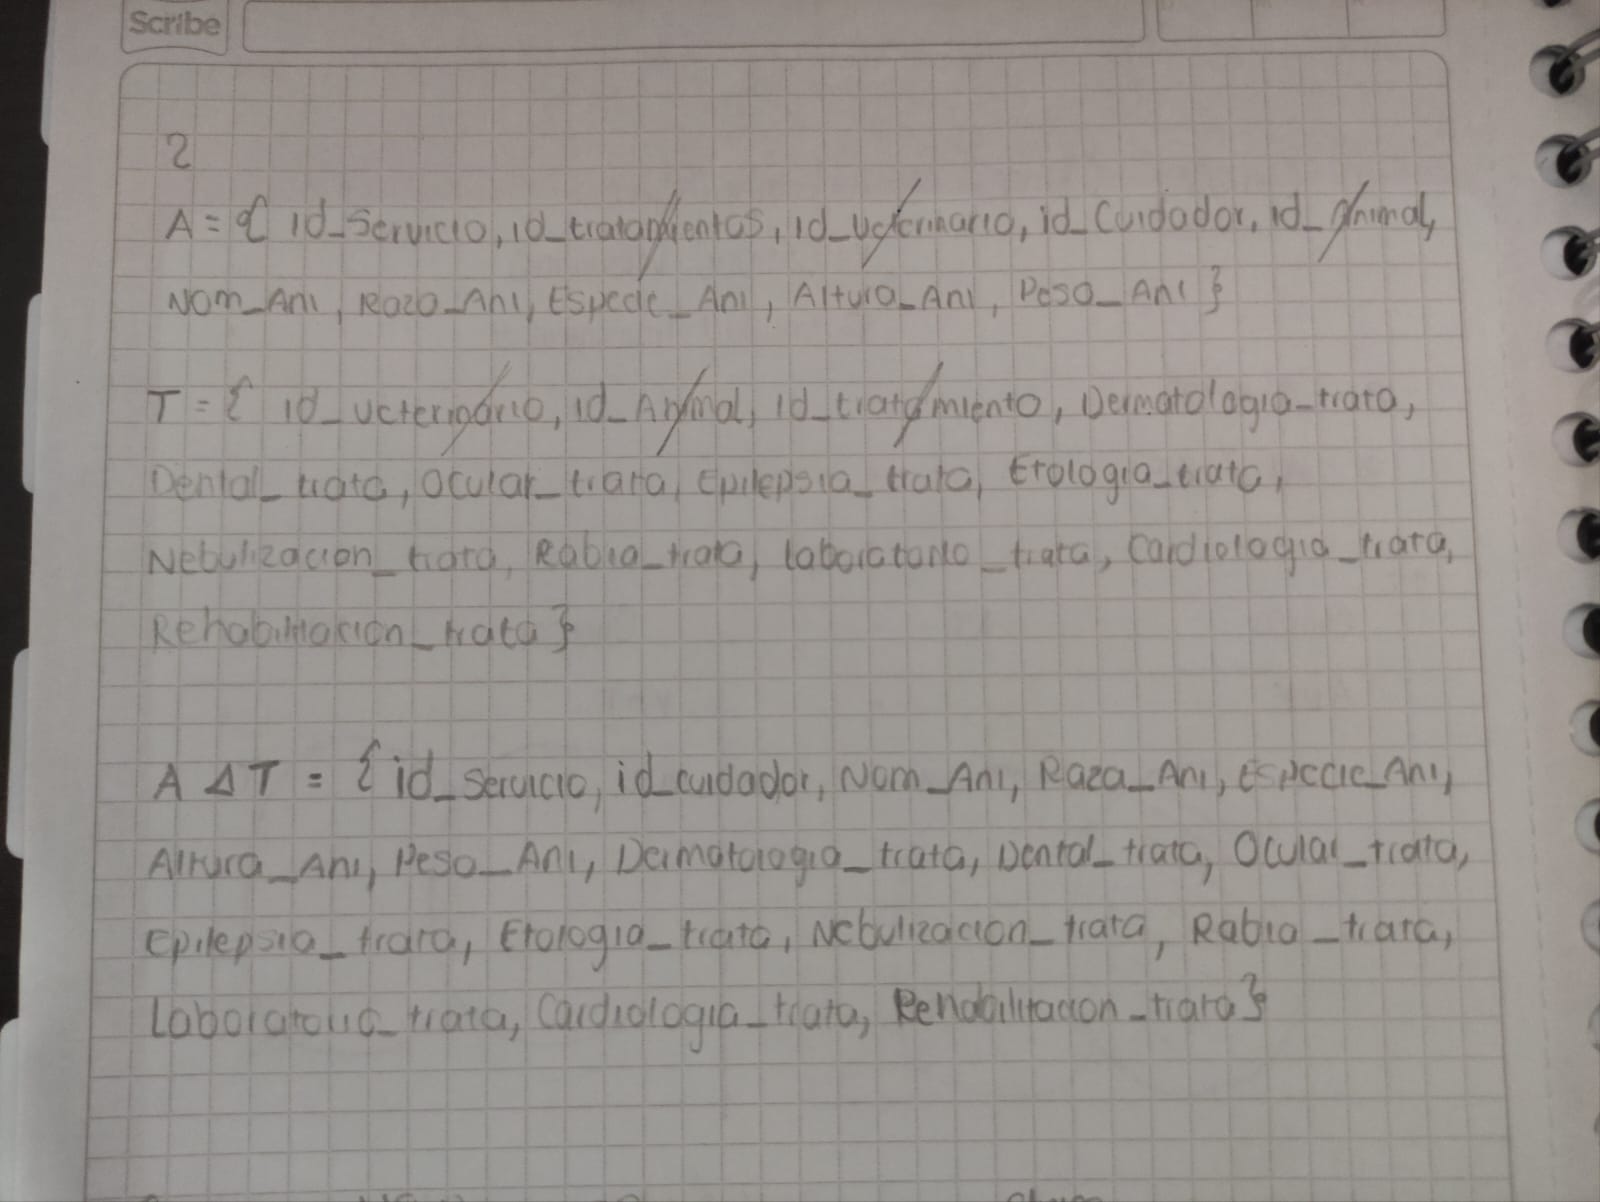 Scribe
2
A = { id_Servicio, id_tratamientos, id_veterinario, id_Cuidador, id_Animal,
Nom_Ani, Raza_Ani, Especie_Ani, Altura_Ani, Peso_Ani }
T = { id_veterinario, id_Animal, id_tratamiento, Dermatologia_trata,
Dental_trata, Ocular_trata, Epilepsia_trata, Etologia_trata,
Nebulizacion_trata, Rabia_trata, laboratorio_trata, Cardiologia_trata,
Rehabilitacion_trata }
A Δ T = { id_servicio, id_cuidador, Nom_Ani, Raza_Ani, Especie_Ani,
Altura_Ani, Peso_Ani, Dermatologia_trata, Dental_trata, Ocular_trata,
Epilepsia_trata, Etologia_trata, Nebulizacion_trata, Rabia_trata,
Laboratorio_trata, Cardiologia_trata, Rehabilitacion_trata }